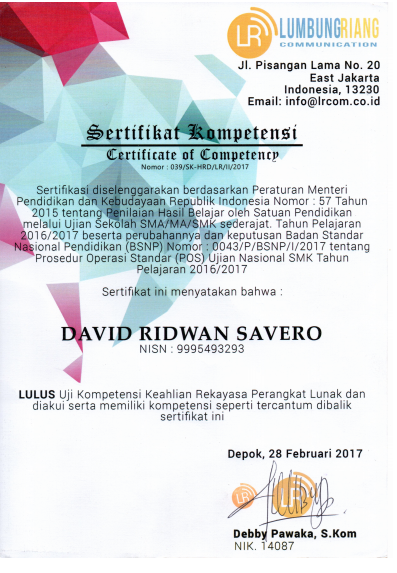 LR LUMBUNGRIANG
COMMUNICATION
Jl. Pisangan Lama No. 20
East Jakarta
Indonesia, 13230
Email: info@lrcom.co.id
Sertifikat Kompetensi
Certificate of Competency
Nomor : 039/SK-HRD/LR/II/2017
Sertifikasi diselenggarakan berdasarkan Peraturan Menteri
Pendidikan dan Kebudayaan Republik Indonesia Nomor : 57 Tahun
2015 tentang Penilaian Hasil Belajar oleh Satuan Pendidikan
melalui Ujian Sekolah SMA/MA/SMK sederajat. Tahun Pelajaran
2016/2017 beserta perubahannya dan keputusan Badan Standar
Nasional Pendidikan (BSNP) Nomor : 0043/P/BSNP/I/2017 tentang
Prosedur Operasi Standar (POS) Ujian Nasional SMK Tahun
Pelajaran 2016/2017
Sertifikat ini menyatakan bahwa :
DAVID RIDWAN SAVERO
NISN : 9995493293
LULUS Uji Kompetensi Keahlian Rekayasa Perangkat Lunak dan
diakui serta memiliki kompetensi seperti tercantum dibalik
sertifikat ini
Depok, 28 Februari 2017
LR
Debby Pawaka, S.Kom
NIK. 14087